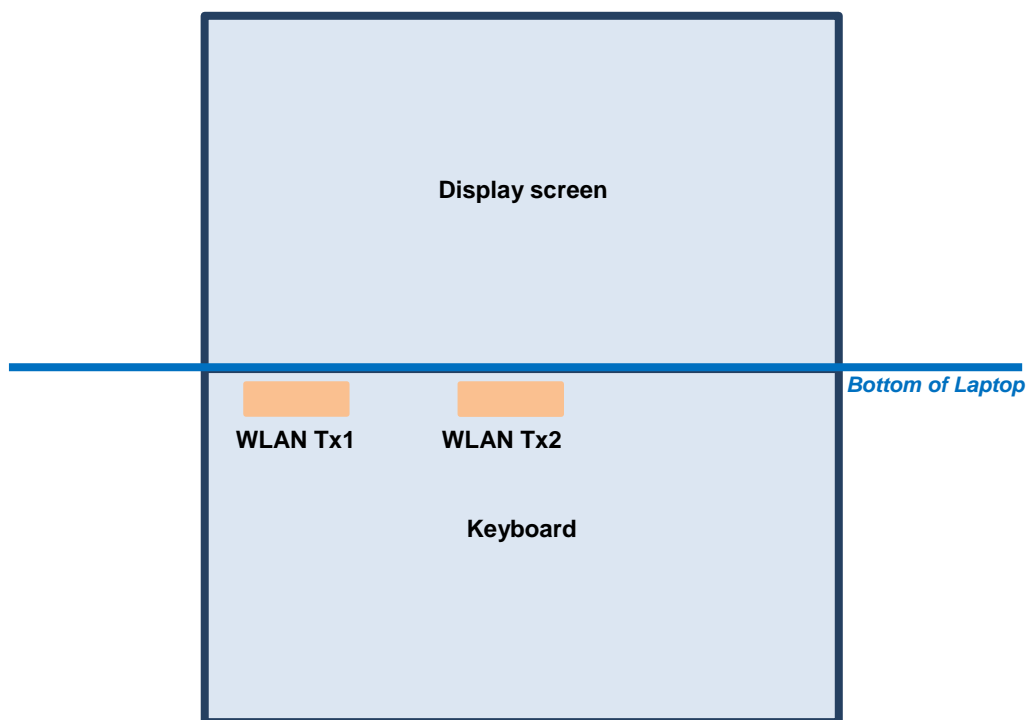 Display screen
Bottom of Laptop
WLAN Tx1
WLAN Tx2
Keyboard